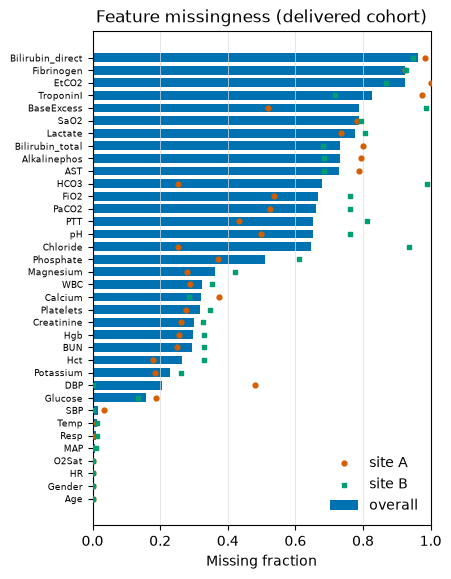 Feature missingness (delivered cohort)
Bilirubin_direct
Fibrinogen
EtCO2
TroponinI
BaseExcess
SaO2
Lactate
Bilirubin_total
Alkalinephos
AST
HCO3
FiO2
PaCO2
PTT
pH
Chloride
Phosphate
Magnesium
WBC
Calcium
Platelets
Creatinine
Hgb
BUN
Hct
Potassium
DBP
Glucose
SBP
Temp
Resp
MAP
O2Sat
HR
Gender
Age
site A
site B
overall
0.0 0.2 0.4 0.6 0.8 1.0
Missing fraction